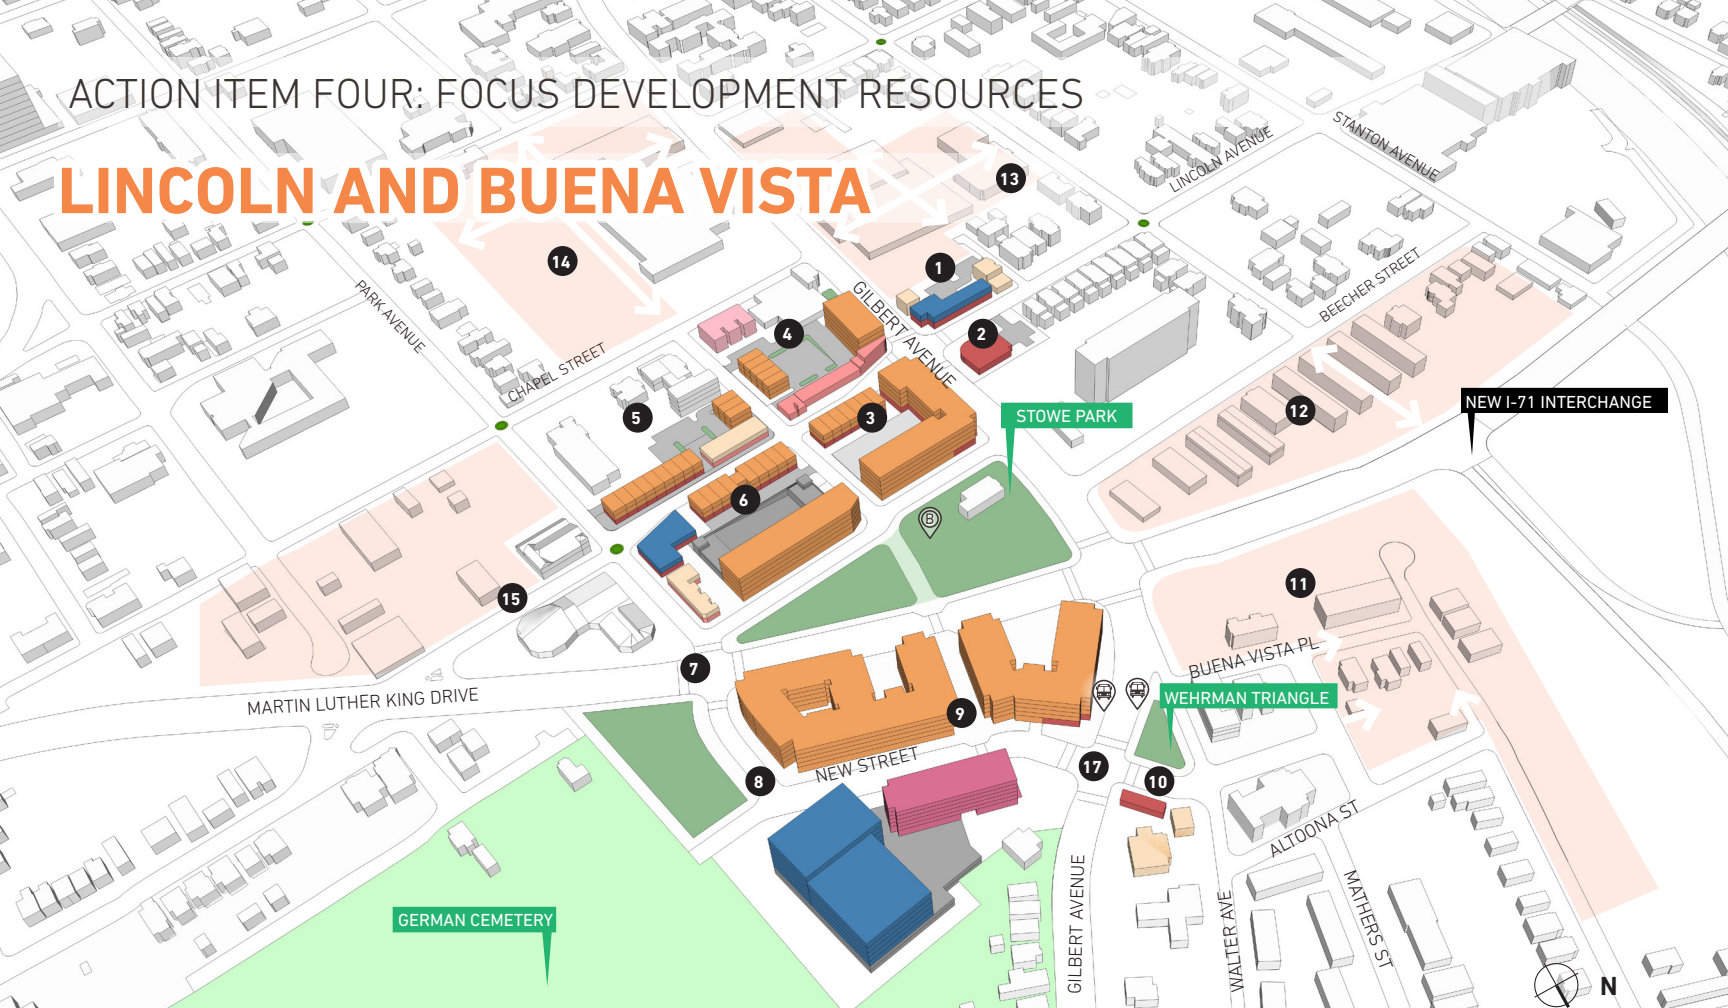 ACTION ITEM FOUR: FOCUS DEVELOPMENT RESOURCES
LINCOLN AND BUENA VISTA
STANTON AVENUE
LINCOLN AVENUE
13
14
1
BEECHER STREET
PARK AVENUE
GILBERT AVENUE
4
2
CHAPEL STREET
NEW I-71 INTERCHANGE
12
5
3
STOWE PARK
6
B
11
15
7
BUENA VISTA PL
MARTIN LUTHER KING DRIVE
WEHRMAN TRIANGLE
9
NEW STREET
17
8
10
ALTOONA ST
GERMAN CEMETERY
GILBERT AVENUE
WALTER AVE
MATHERS ST
N